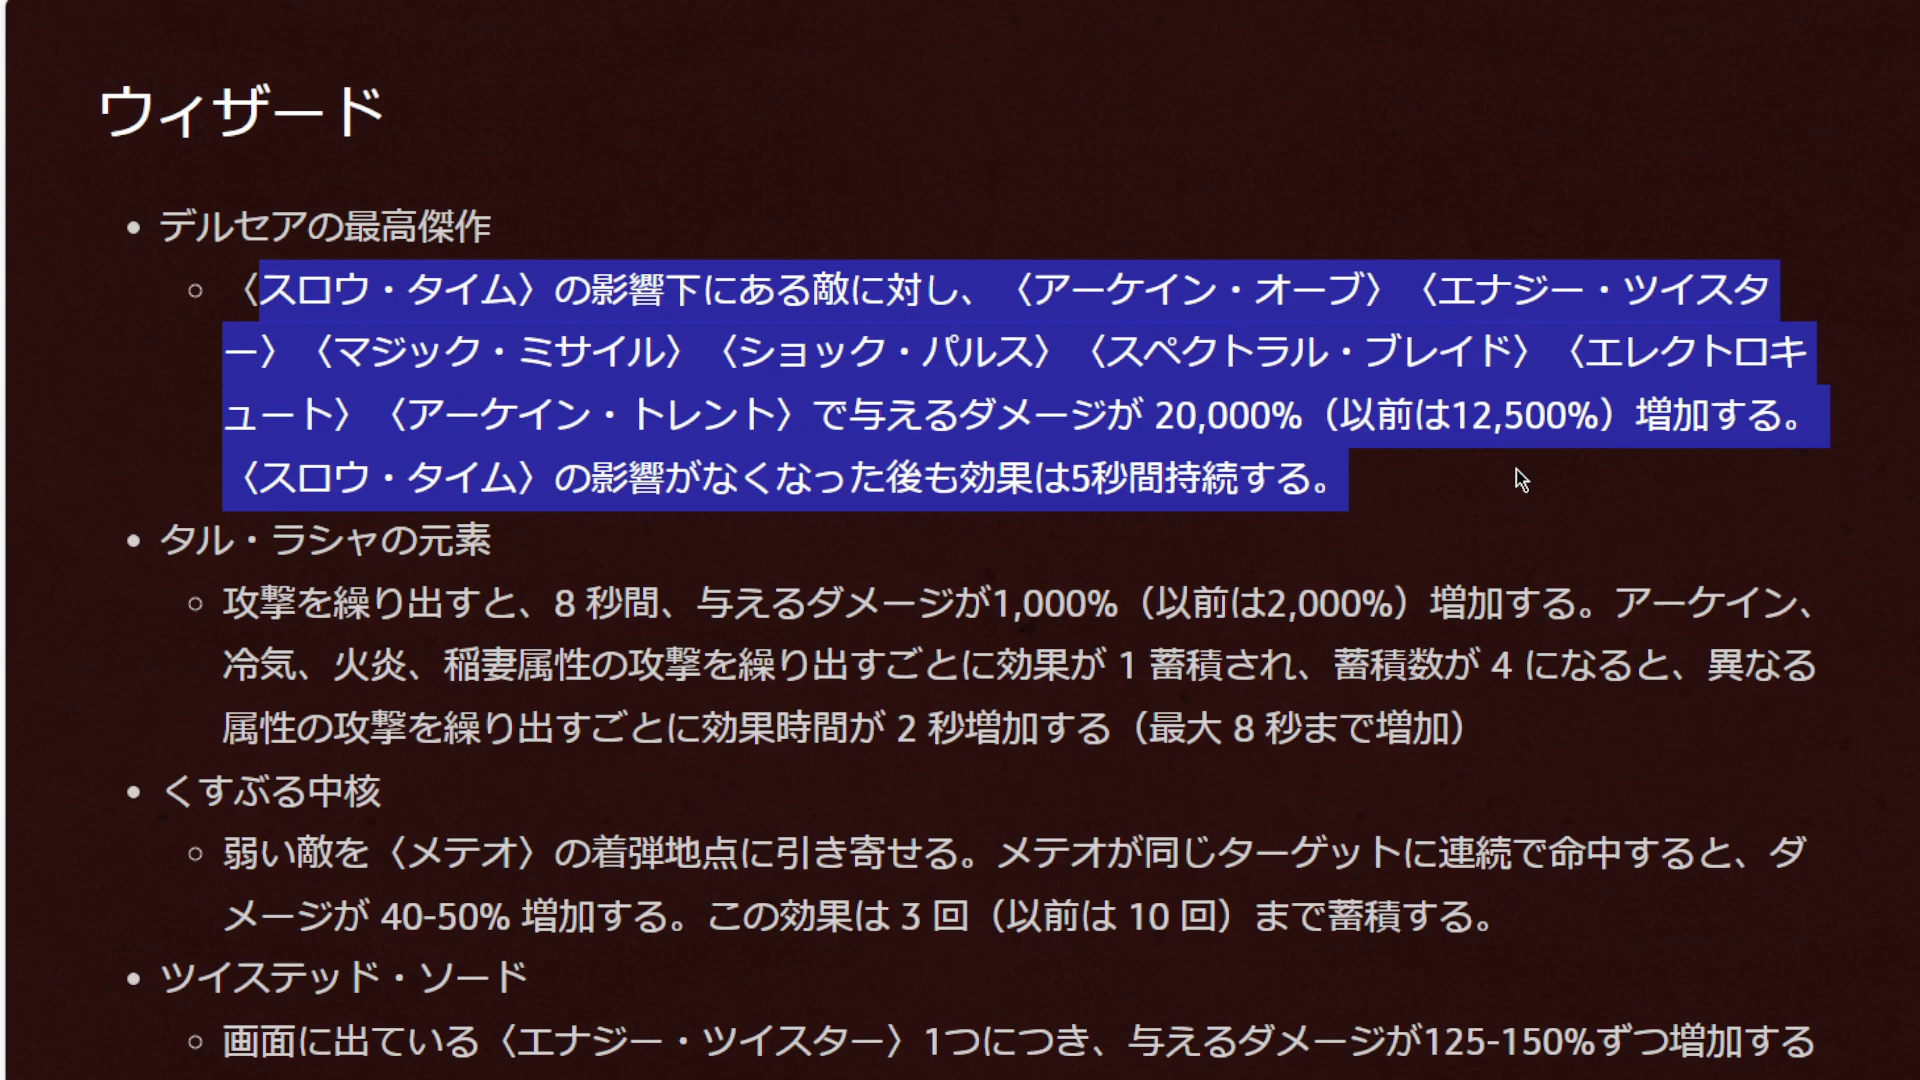 ウィザード
• デルセアの最高傑作
○ 〈スロウ・タイム〉の影響下にある敵に対し、〈アーケイン・オーブ〉〈エナジー・ツイスタ
ー〉〈マジック・ミサイル〉〈ショック・パルス〉〈スペクトラル・ブレイド〉〈エレクトロキ
ュート〉〈アーケイン・トレント〉で与えるダメージが 20,000%（以前は12,500%）増加する。
〈スロウ・タイム〉の影響がなくなった後も効果は5秒間持続する。
• タル・ラシャの元素
○ 攻撃を繰り出すと、8 秒間、与えるダメージが1,000%（以前は2,000%）増加する。アーケイン、
冷気、火炎、稲妻属性の攻撃を繰り出すごとに効果が 1 蓄積され、蓄積数が 4 になると、異なる
属性の攻撃を繰り出すごとに効果時間が 2 秒増加する（最大 8 秒まで増加）
• くすぶる中核
○ 弱い敵を〈メテオ〉の着弾地点に引き寄せる。メテオが同じターゲットに連続で命中すると、ダ
メージが 40-50% 増加する。この効果は 3 回（以前は 10 回）まで蓄積する。
• ツイステッド・ソード
○ 画面に出ている〈エナジー・ツイスター〉1つにつき、与えるダメージが125-150%ずつ増加する